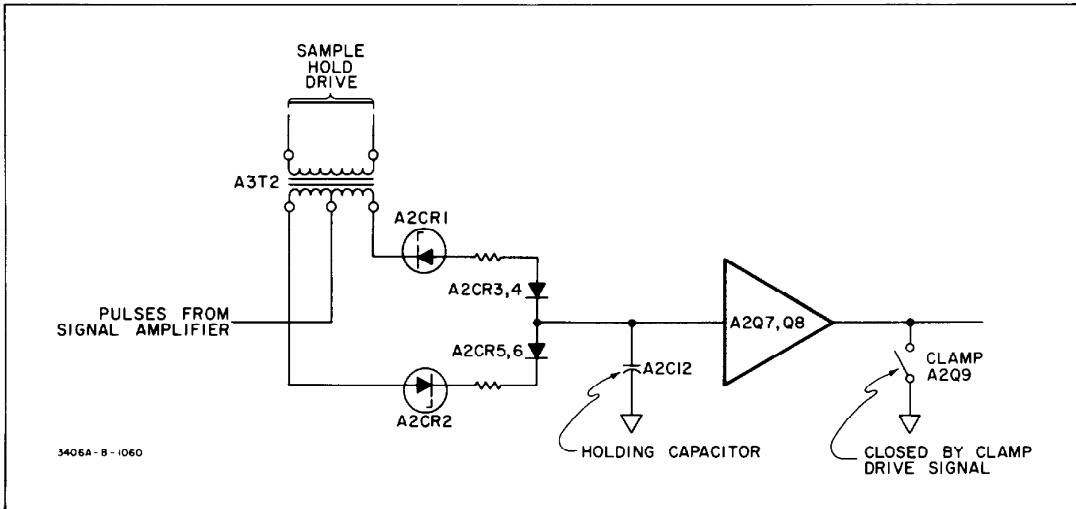 SAMPLE
HOLD
DRIVE
A3T2
A2CR1
A2CR3,4
PULSES FROM
SIGNAL AMPLIFIER
A2CR5,6
A2CR2
A2C12
A2Q7,Q8
CLAMP
A2Q9
HOLDING CAPACITOR
CLOSED BY CLAMP
DRIVE SIGNAL
3406A-B-1060